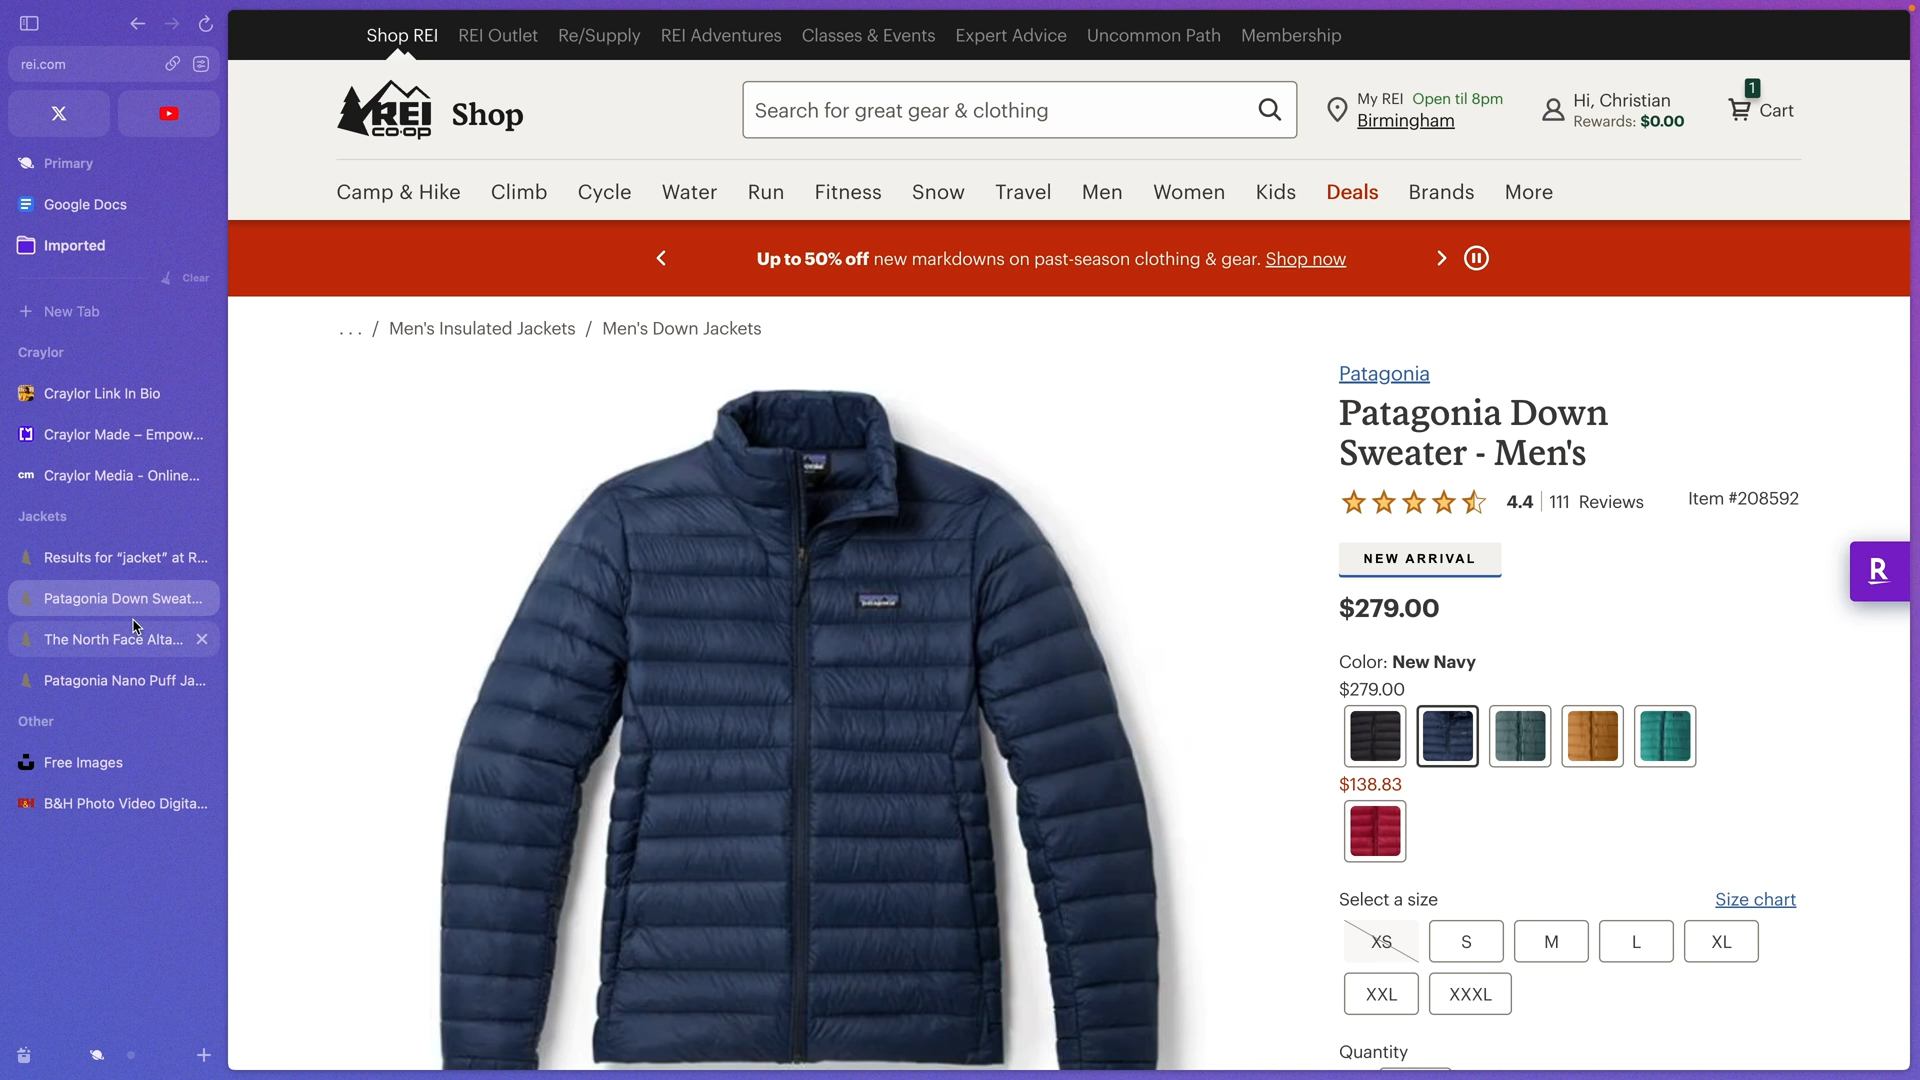 rei.com
Primary
Google Docs
Imported
Clear
New Tab
Craylor
Craylor Link In Bio
Craylor Made – Empow...
cm Craylor Media - Online...
Jackets
Results for “jacket” at R...
Patagonia Down Sweat...
The North Face Alta...
Patagonia Nano Puff Ja...
Other
Free Images
B&H Photo Video Digita...
Shop REI REI Outlet Re/Supply REI Adventures Classes & Events Expert Advice Uncommon Path Membership
REI
CO·OP
Shop
Search for great gear & clothing
My REI Open til 8pm
Birmingham
Hi, Christian
Rewards: $0.00
1
Cart
Camp & Hike Climb Cycle Water Run Fitness Snow Travel Men Women Kids Deals Brands More
Up to 50% off new markdowns on past-season clothing & gear. Shop now
... / Men's Insulated Jackets / Men's Down Jackets
patagonia
Patagonia
Patagonia Down
Sweater - Men's
4.4 111 Reviews Item #208592
NEW ARRIVAL
$279.00
Color: New Navy
$279.00
$138.83
Select a size Size chart
XS S M L XL
XXL XXXL
Quantity
R